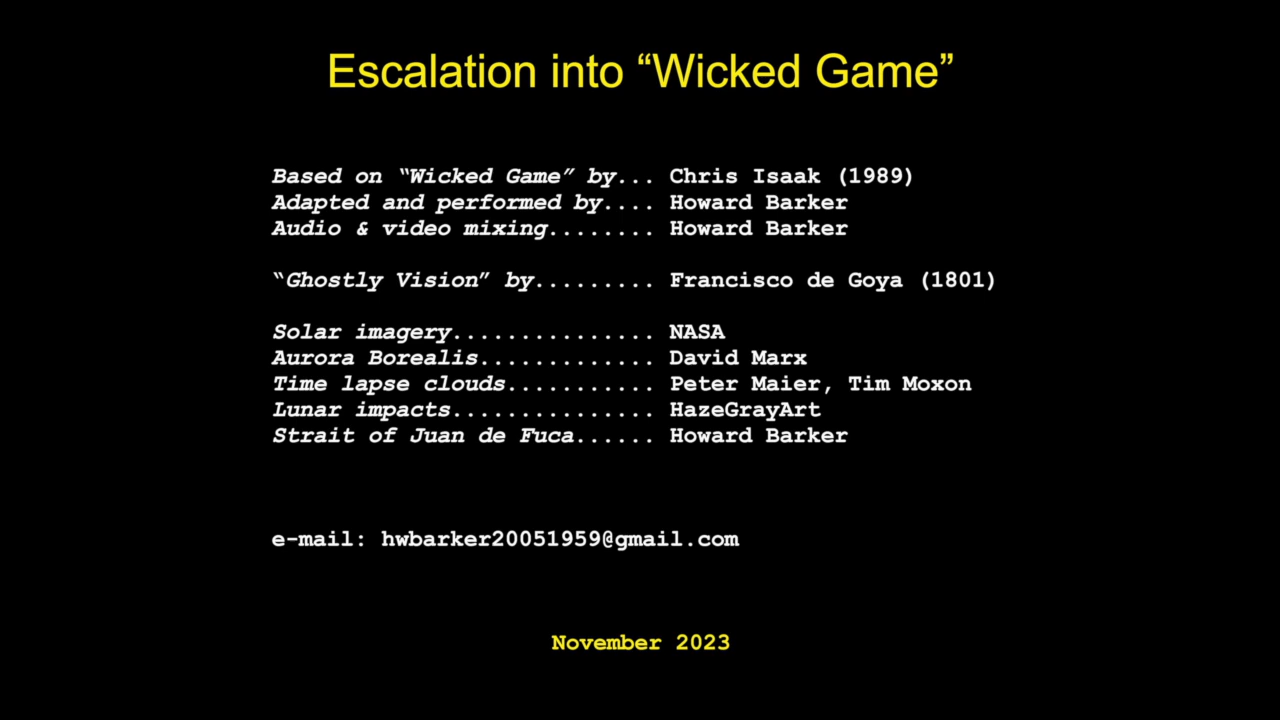 Escalation into “Wicked Game”
Based on “Wicked Game” by... Chris Isaak (1989)
Adapted and performed by.... Howard Barker
Audio & video mixing........ Howard Barker
“Ghostly Vision” by......... Francisco de Goya (1801)
Solar imagery............... NASA
Aurora Borealis............. David Marx
Time lapse clouds........... Peter Maier, Tim Moxon
Lunar impacts............... HazeGrayArt
Strait of Juan de Fuca...... Howard Barker
e-mail: hwbarker20051959@gmail.com
November 2023